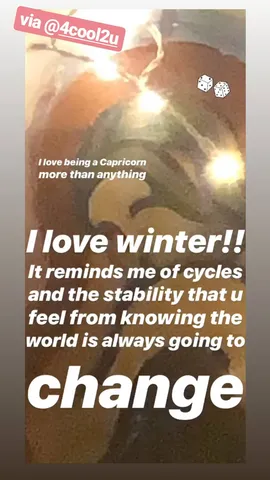 via @4cool2u
I love being a Capricorn
more than anything
I love winter!!
It reminds me of cycles
and the stability that u
feel from knowing the
world is always going to
change